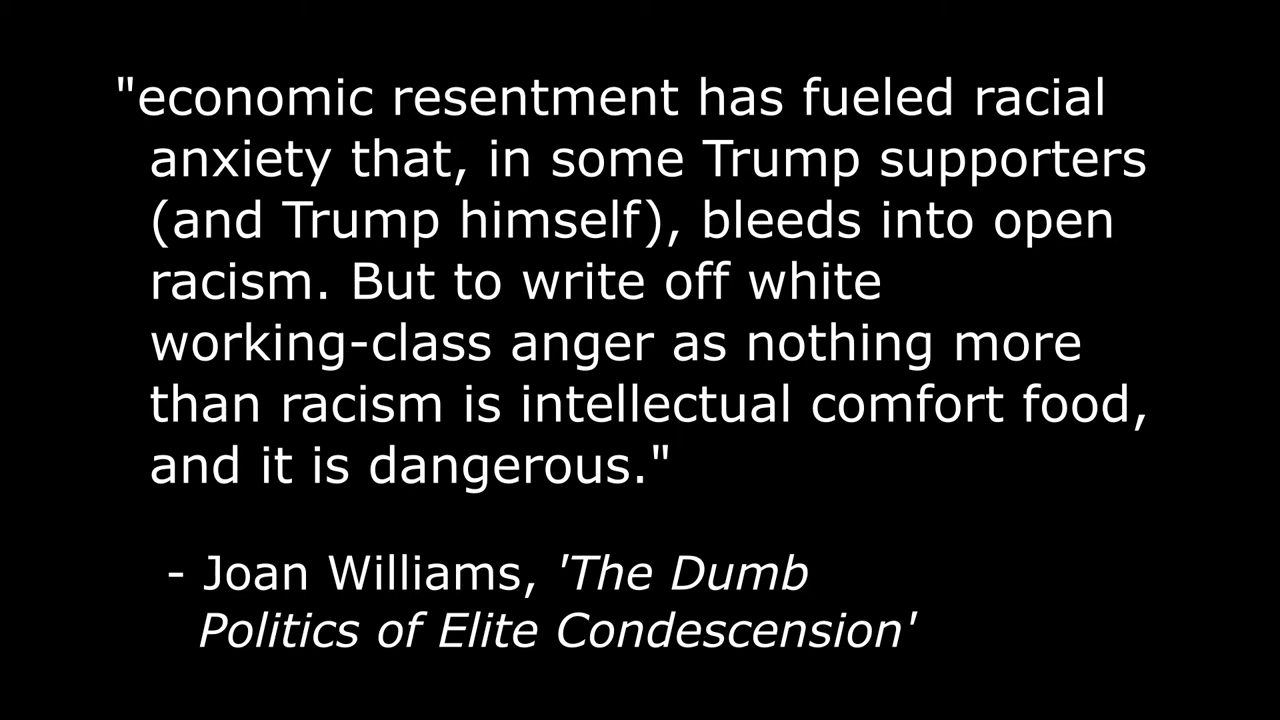 "economic resentment has fueled racial
anxiety that, in some Trump supporters
(and Trump himself), bleeds into open
racism. But to write off white
working-class anger as nothing more
than racism is intellectual comfort food,
and it is dangerous."
- Joan Williams, 'The Dumb
Politics of Elite Condescension'